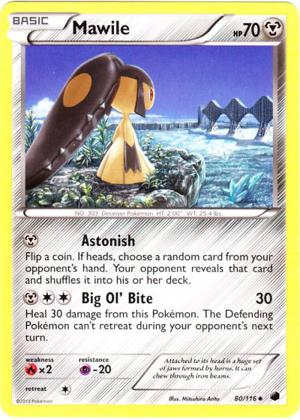 BASIC
Mawile
HP70
NO. 303 Deceiver Pokémon HT: 2'00" WT: 25.4 lbs.
Astonish
Flip a coin. If heads, choose a random card from your
opponent's hand. Your opponent reveals that card
and shuffles it into his or her deck.
Big Ol' Bite 30
Heal 30 damage from this Pokémon. The Defending
Pokémon can't retreat during your opponent's next
turn.
weakness resistance
x2 -20
retreat
Attached to its head is a huge set
of jaws formed by horns. It can
chew through iron beams.
©2013 Pokémon
Illus. Mitsuhiro Arita
80/116